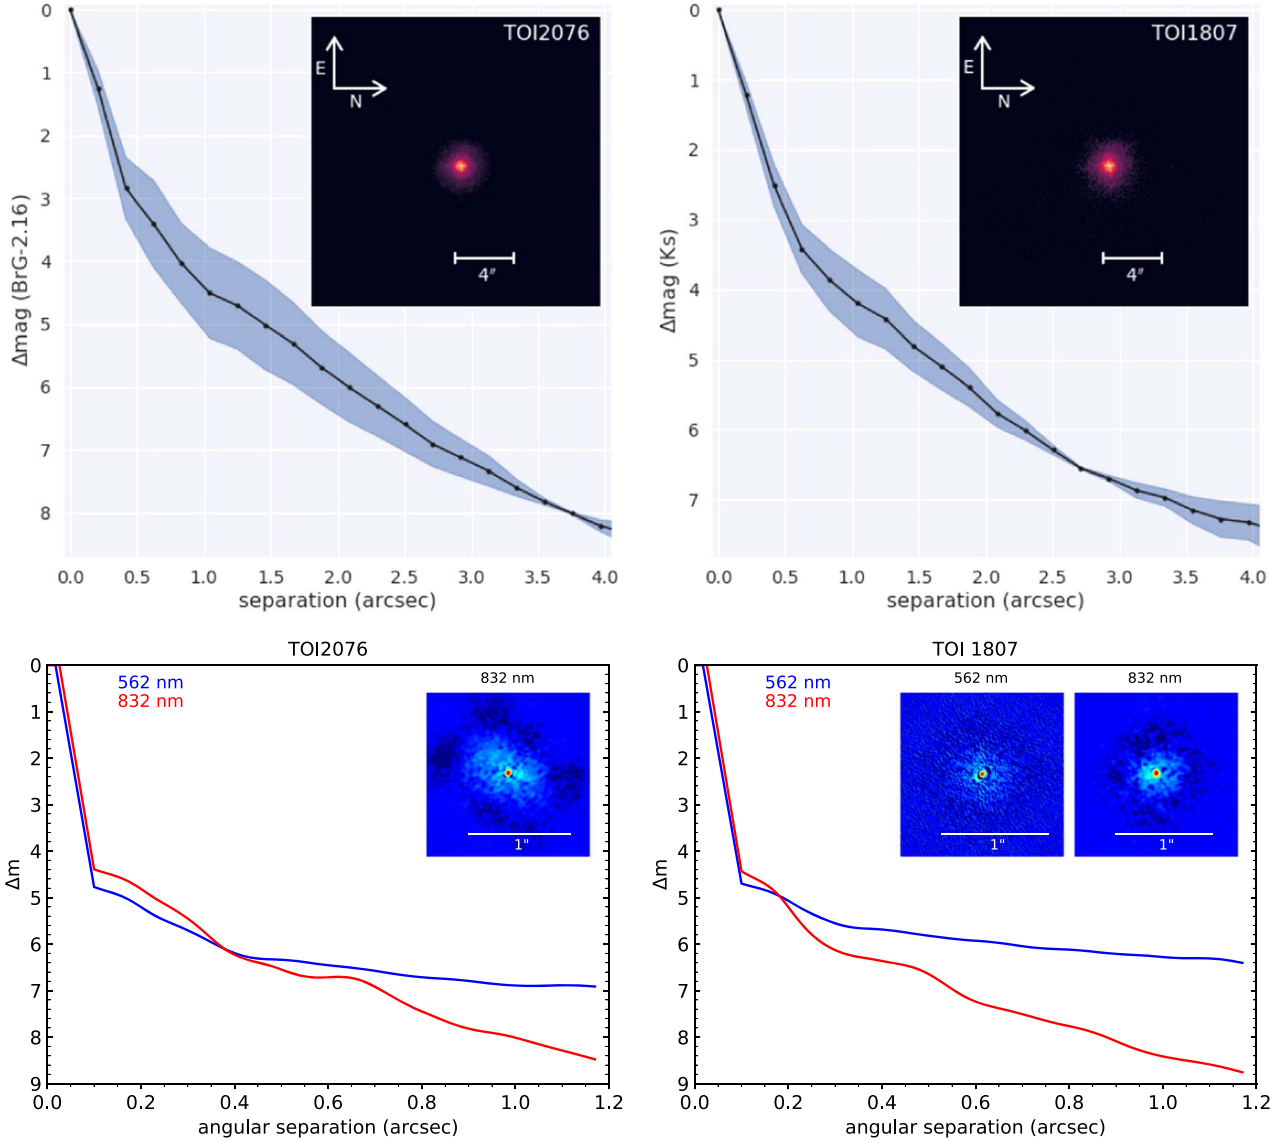 TOI2076
E
N
4″
0
1
2
3
4
5
6
7
8
Δmag (BrG-2.16)
0.0 0.5 1.0 1.5 2.0 2.5 3.0 3.5 4.0
separation (arcsec)
TOI1807
E
N
4″
0
1
2
3
4
5
6
7
Δmag (Ks)
0.0 0.5 1.0 1.5 2.0 2.5 3.0 3.5 4.0
separation (arcsec)
TOI2076
562 nm
832 nm
832 nm
1"
0
1
2
3
4
5
6
7
8
9
Δm
0.0 0.2 0.4 0.6 0.8 1.0 1.2
angular separation (arcsec)
TOI 1807
562 nm
832 nm
562 nm
832 nm
1"
1"
0
1
2
3
4
5
6
7
8
9
Δm
0.0 0.2 0.4 0.6 0.8 1.0 1.2
angular separation (arcsec)